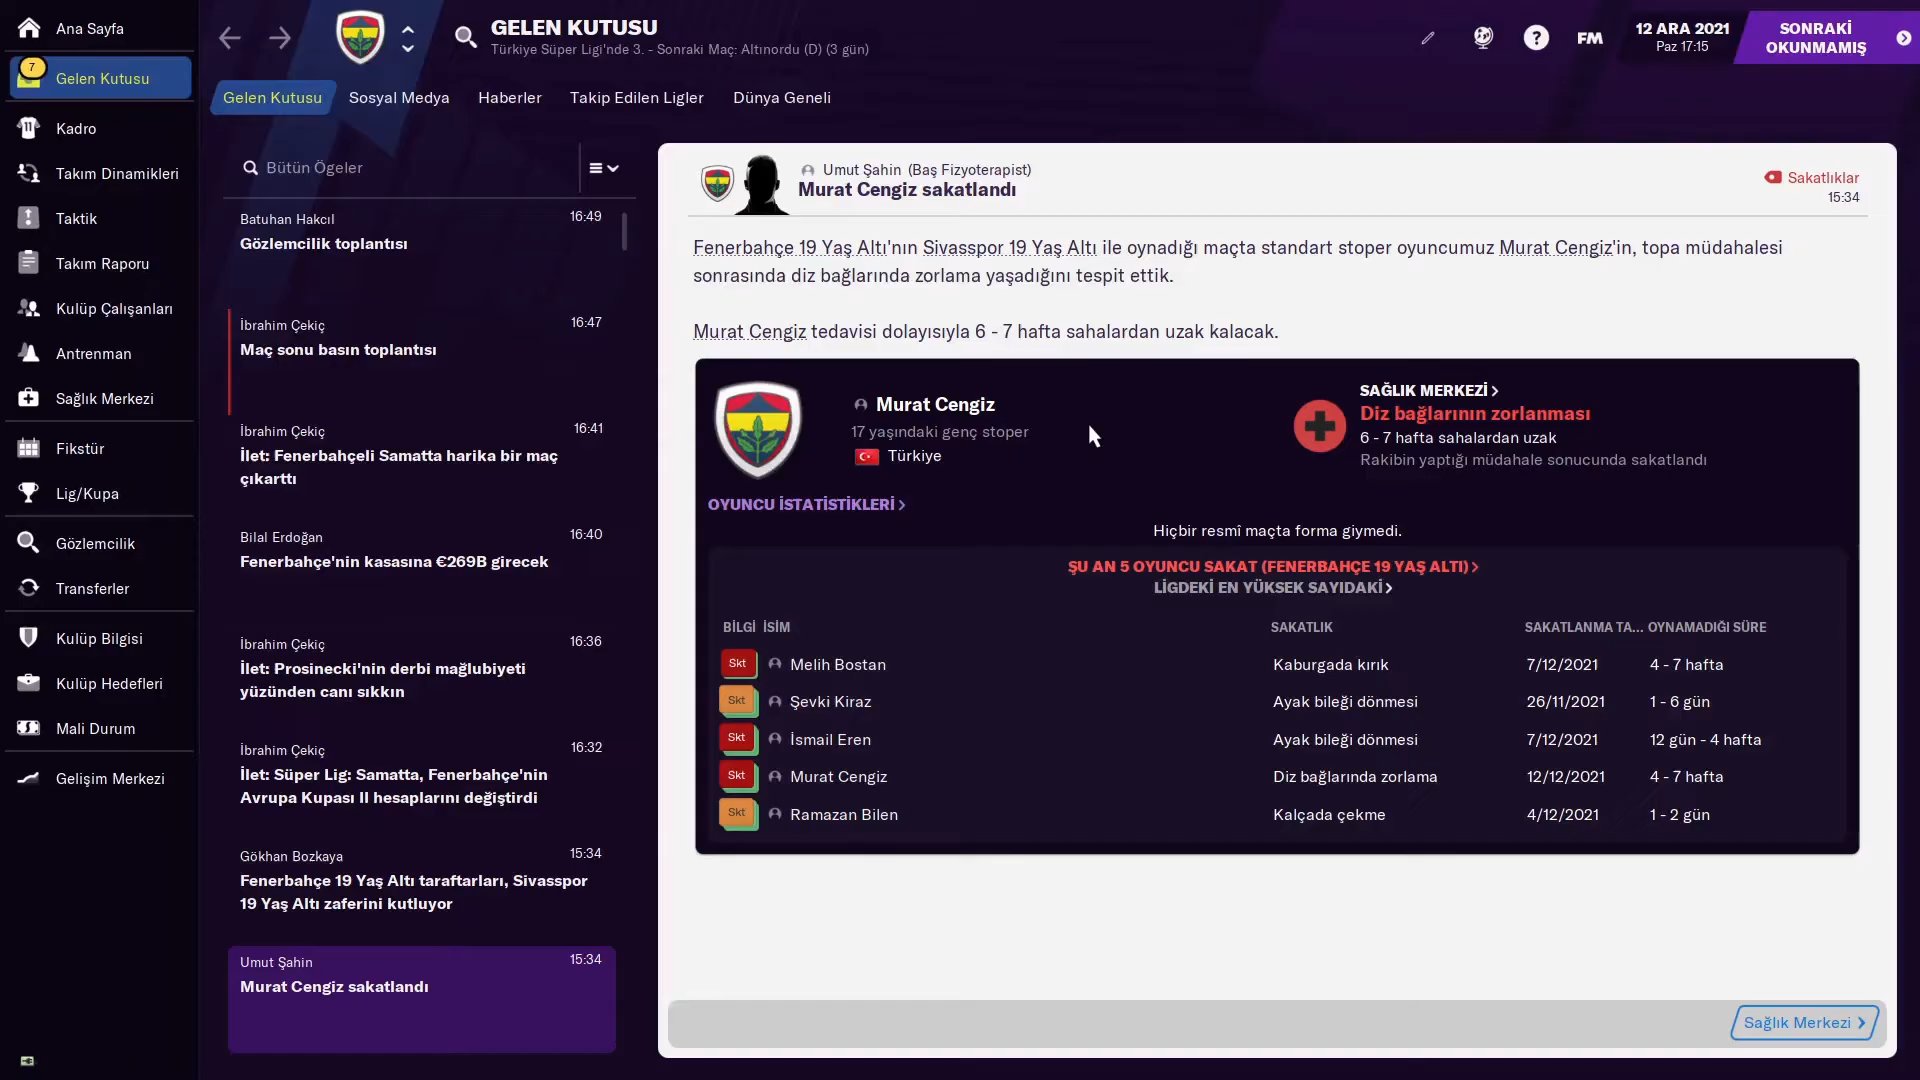 Ana Sayfa
7
Gelen Kutusu
Kadro
Takım Dinamikleri
Taktik
Takım Raporu
Kulüp Çalışanları
Antrenman
Sağlık Merkezi
Fikstür
Lig/Kupa
Gözlemcilik
Transferler
Kulüp Bilgisi
Kulüp Hedefleri
Mali Durum
Gelişim Merkezi
GELEN KUTUSU
Türkiye Süper Ligi'nde 3. - Sonraki Maç: Altınordu (D) (3 gün)
FM
12 ARA 2021
Paz 17:15
SONRAKİ
OKUNMAMIŞ
Gelen Kutusu Sosyal Medya Haberler Takip Edilen Ligler Dünya Geneli
Bütün Ögeler
Batuhan Hakcıl 16:49
Gözlemcilik toplantısı
İbrahim Çekiç 16:47
Maç sonu basın toplantısı
İbrahim Çekiç 16:41
İlet: Fenerbahçeli Samatta harika bir maç
çıkarttı
Bilal Erdoğan 16:40
Fenerbahçe'nin kasasına €269B girecek
İbrahim Çekiç 16:36
İlet: Prosinecki'nin derbi mağlubiyeti
yüzünden canı sıkkın
İbrahim Çekiç 16:32
İlet: Süper Lig: Samatta, Fenerbahçe'nin
Avrupa Kupası II hesaplarını değiştirdi
Gökhan Bozkaya 15:34
Fenerbahçe 19 Yaş Altı taraftarları, Sivasspor
19 Yaş Altı zaferini kutluyor
Umut Şahin 15:34
Murat Cengiz sakatlandı
Umut Şahin (Baş Fizyoterapist)
Murat Cengiz sakatlandı
Sakatlıklar
15:34
Fenerbahçe 19 Yaş Altı'nın Sivasspor 19 Yaş Altı ile oynadığı maçta standart stoper oyuncumuz Murat Cengiz'in, topa müdahalesi
sonrasında diz bağlarında zorlama yaşadığını tespit ettik.
Murat Cengiz tedavisi dolayısıyla 6 - 7 hafta sahalardan uzak kalacak.
Murat Cengiz
17 yaşındaki genç stoper
Türkiye
SAĞLIK MERKEZİ
Diz bağlarının zorlanması
6 - 7 hafta sahalardan uzak
Rakibin yaptığı müdahale sonucunda sakatlandı
OYUNCU İSTATİSTİKLERİ
Hiçbir resmî maçta forma giymedi.
ŞU AN 5 OYUNCU SAKAT (FENERBAHÇE 19 YAŞ ALTI)
LİGDEKİ EN YÜKSEK SAYIDAKİ
BİLGİ İSİM SAKATLIK SAKATLANMA TA... OYNAMADIĞI SÜRE
Skt Melih Bostan Kaburgada kırık 7/12/2021 4 - 7 hafta
Skt Şevki Kiraz Ayak bileği dönmesi 26/11/2021 1 - 6 gün
Skt İsmail Eren Ayak bileği dönmesi 7/12/2021 12 gün - 4 hafta
Skt Murat Cengiz Diz bağlarında zorlama 12/12/2021 4 - 7 hafta
Skt Ramazan Bilen Kalçada çekme 4/12/2021 1 - 2 gün
Sağlık Merkezi